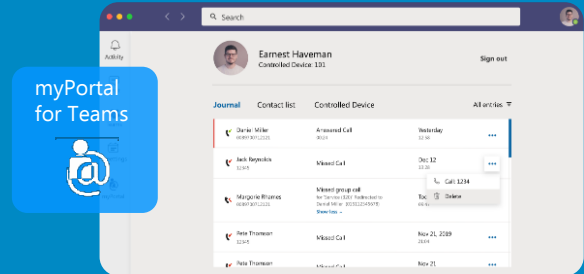 Search
Activity
Earnest Haveman
Controlled Device: 131
Sign out
myPortal
for Teams
Journal Contact list Controlled Device All entries
Daniel Miller Answered Call Yesterday
Jack Reynolds Missed Call Dec 12
12345
Call: 1234
Delete
Margorie Rhames Missed group call
Show less
Pete Thomson Missed Call Nov 21, 2019
12345
Pete Thomson Missed Call Nov 21